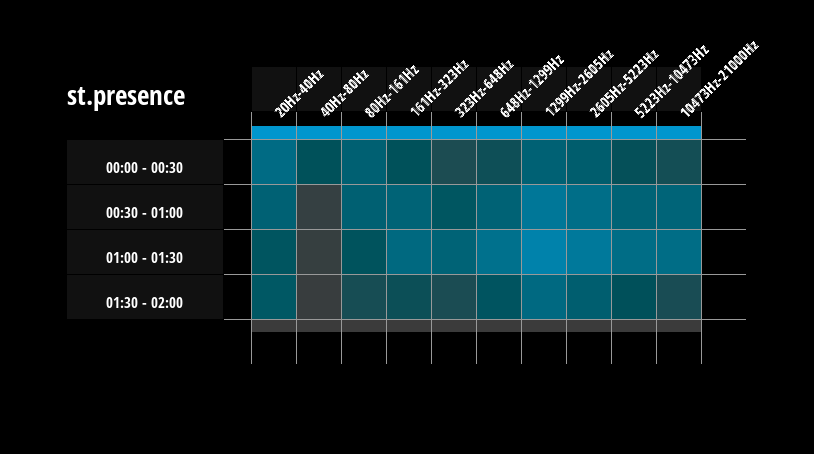 st.presence
20Hz-40Hz
40Hz-80Hz
80Hz-161Hz
161Hz-323Hz
323Hz-648Hz
648Hz-1299Hz
1299Hz-2605Hz
2605Hz-5223Hz
5223Hz-10473Hz
10473Hz-21000Hz
00:00 - 00:30
00:30 - 01:00
01:00 - 01:30
01:30 - 02:00